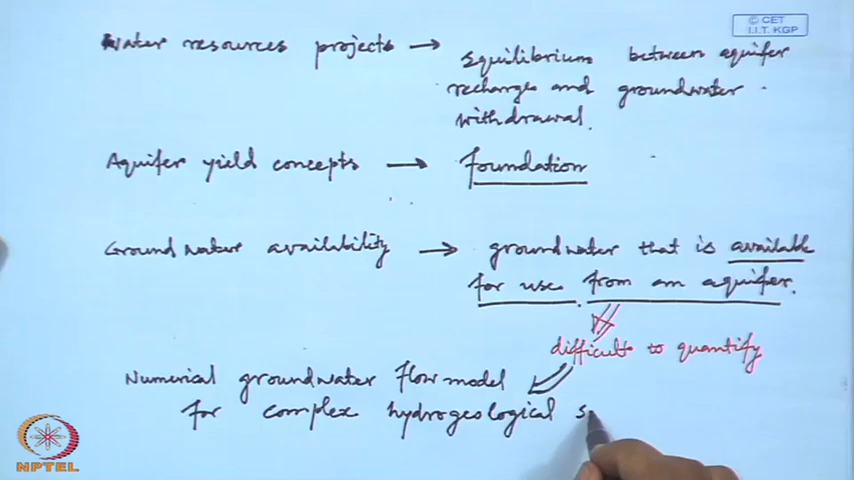 © CET
I.I.T. KGP
Water resources projects → Equilibrium between aquifer
recharges and groundwater
withdrawal.
Aquifer yield concepts → foundation
Groundwater availability → groundwater that is available
for use from an aquifer.
difficult to quantify
Numerical groundwater flow model
for complex hydrogeological s
NPTEL